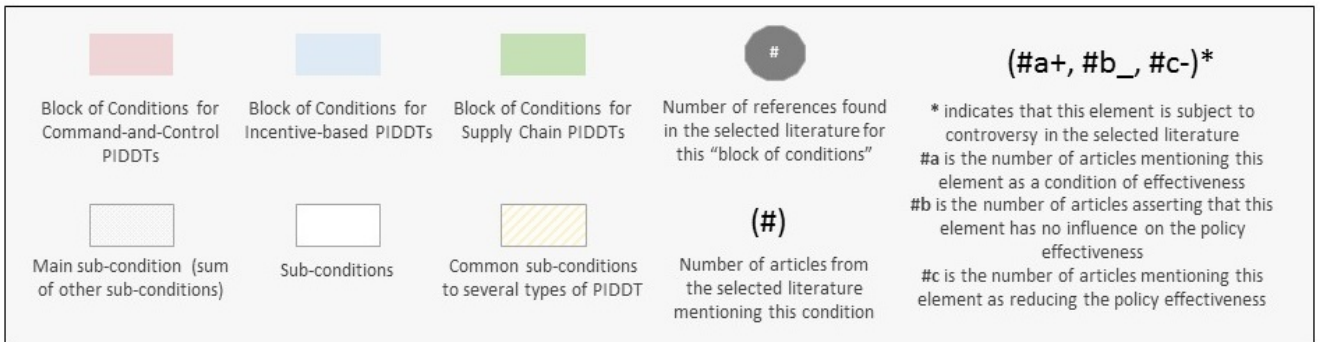 Block of Conditions for
Command-and-Control
PIDDTs
Block of Conditions for
Incentive-based PIDDTs
Block of Conditions for
Supply Chain PIDDTs
#
Number of references found
in the selected literature for
this “block of conditions”
(#a+, #b_, #c-)*
* indicates that this element is subject to
controversy in the selected literature
#a is the number of articles mentioning this
element as a condition of effectiveness
#b is the number of articles asserting that this
element has no influence on the policy
effectiveness
#c is the number of articles mentioning this
element as reducing the policy effectiveness
Main sub-condition (sum
of other sub-conditions)
Sub-conditions
Common sub-conditions
to several types of PIDDT
(#)
Number of articles from
the selected literature
mentioning this condition